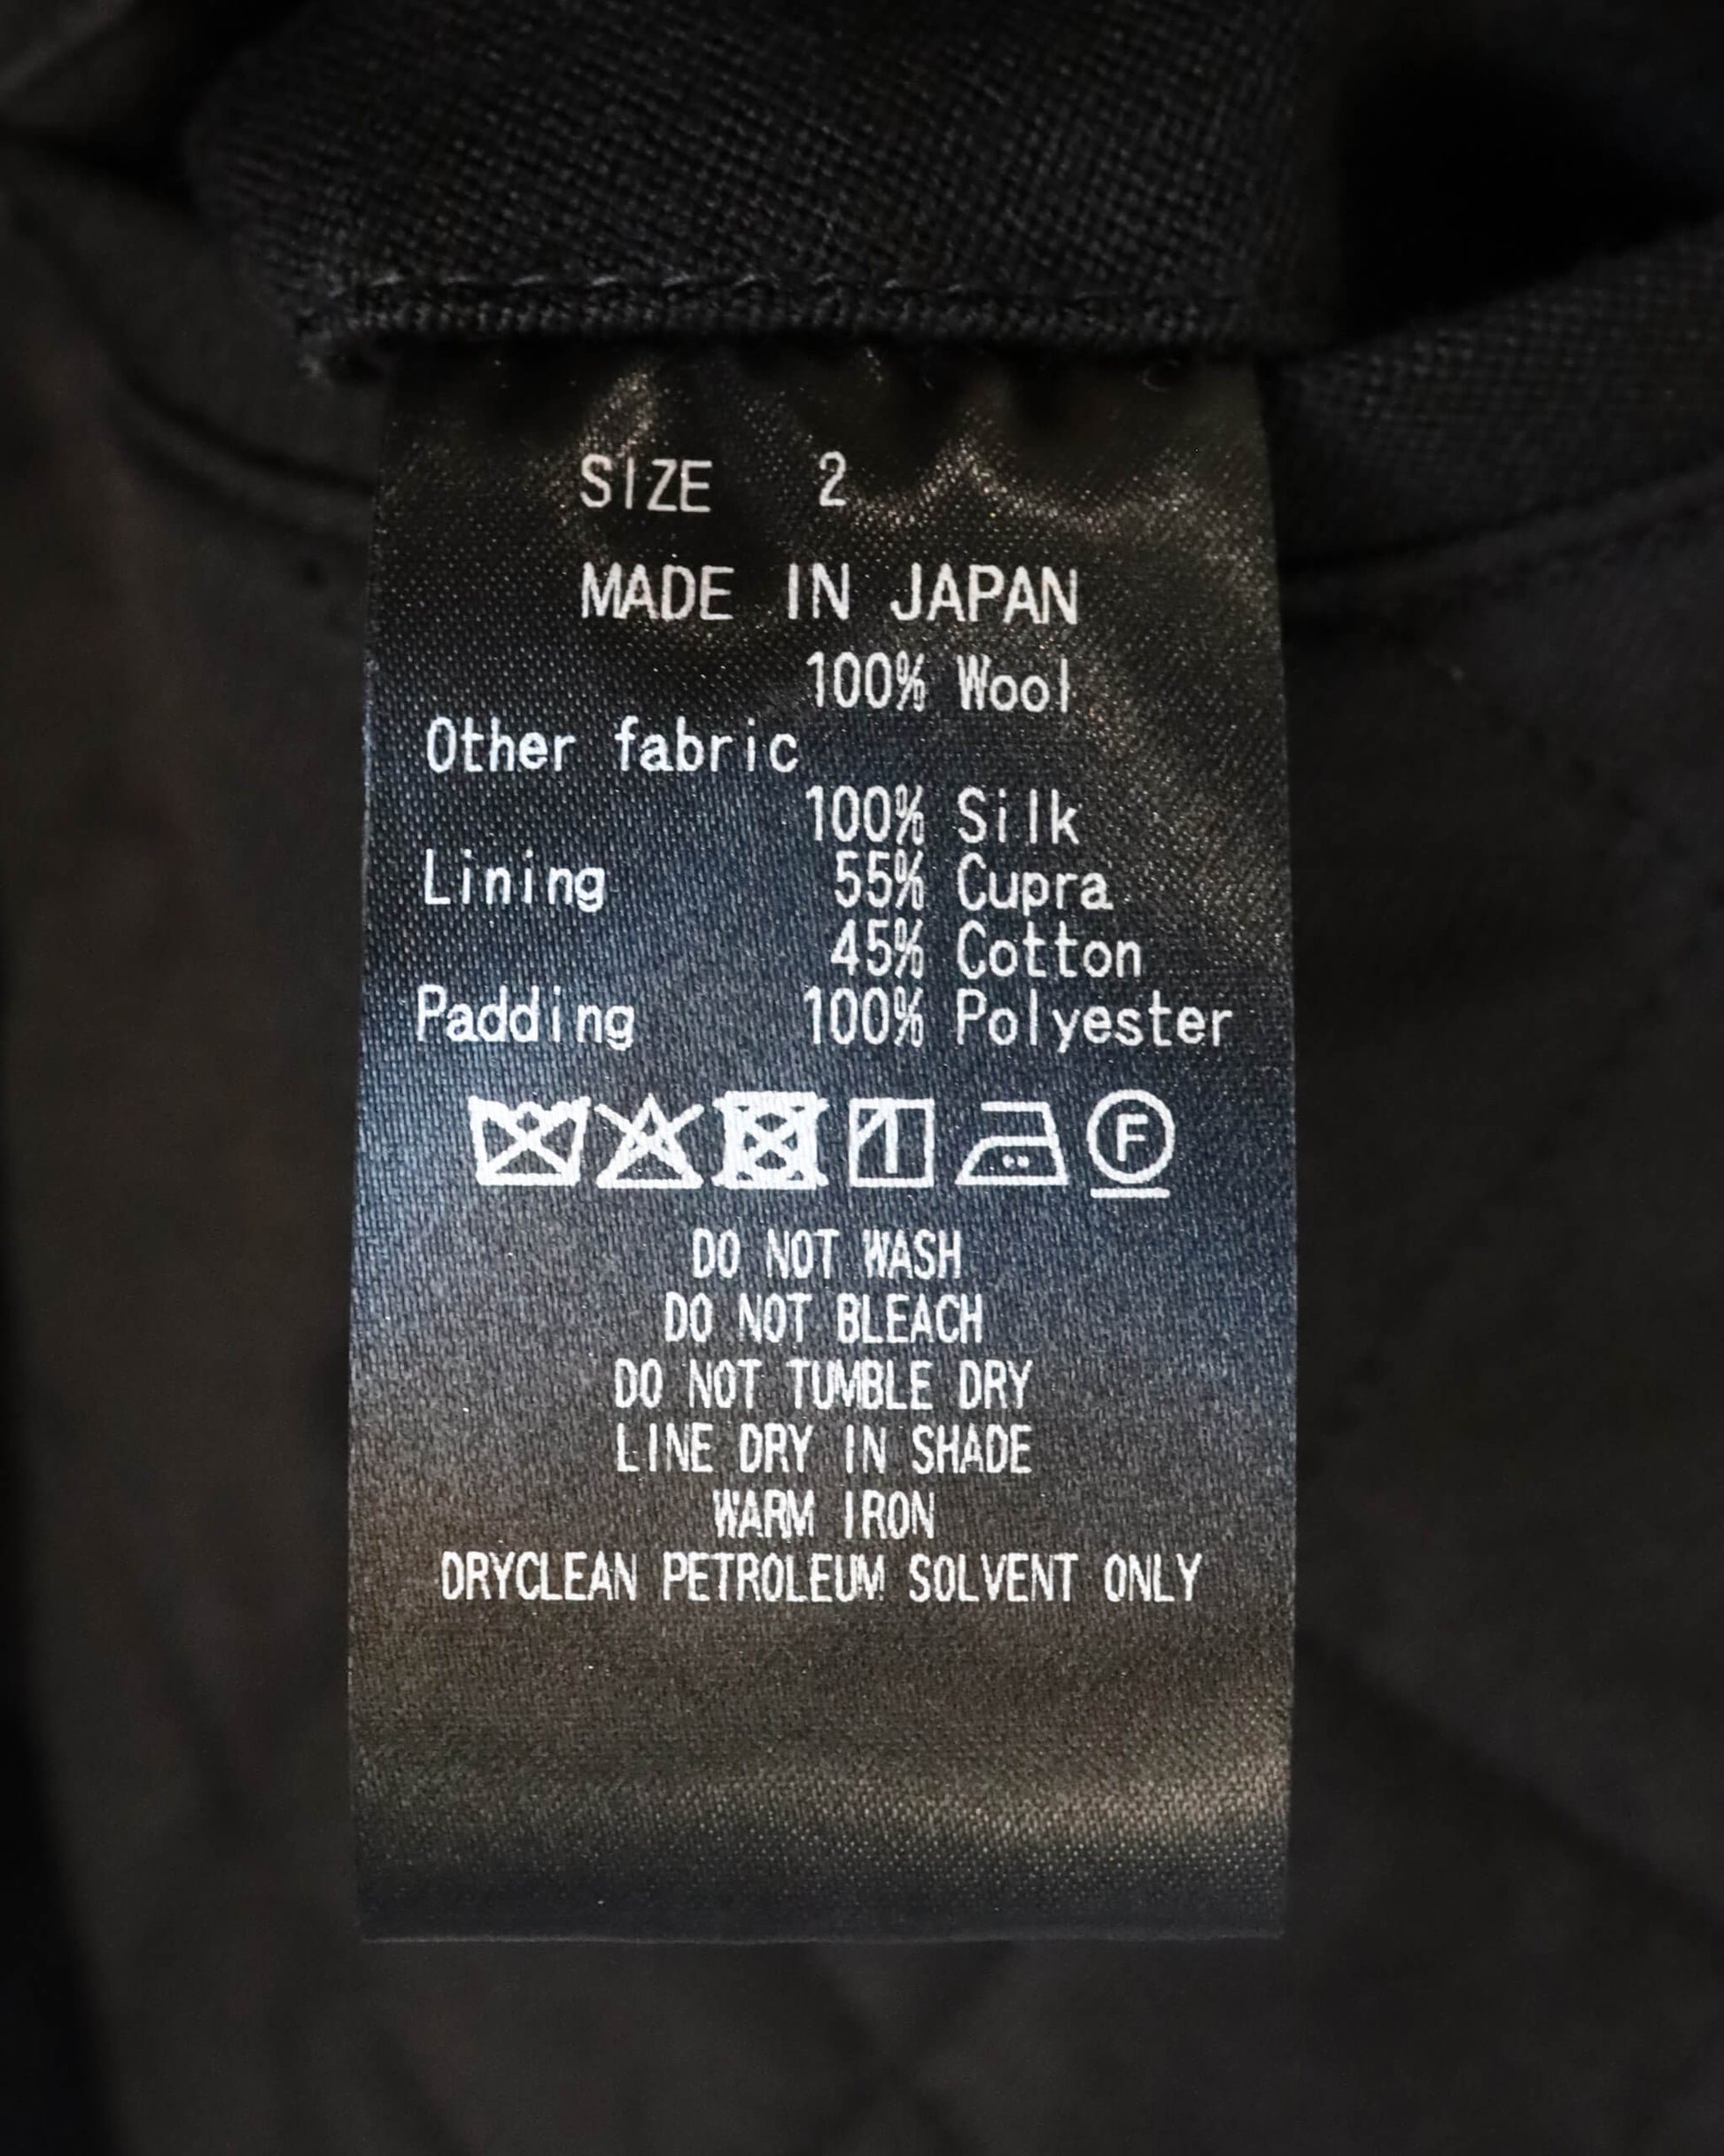 SIZE 2
MADE IN JAPAN
100% Wool
Other fabric
100% Silk
Lining 55% Cupra
45% Cotton
Padding 100% Polyester
F
DO NOT WASH
DO NOT BLEACH
DO NOT TUMBLE DRY
LINE DRY IN SHADE
WARM IRON
DRYCLEAN PETROLEUM SOLVENT ONLY